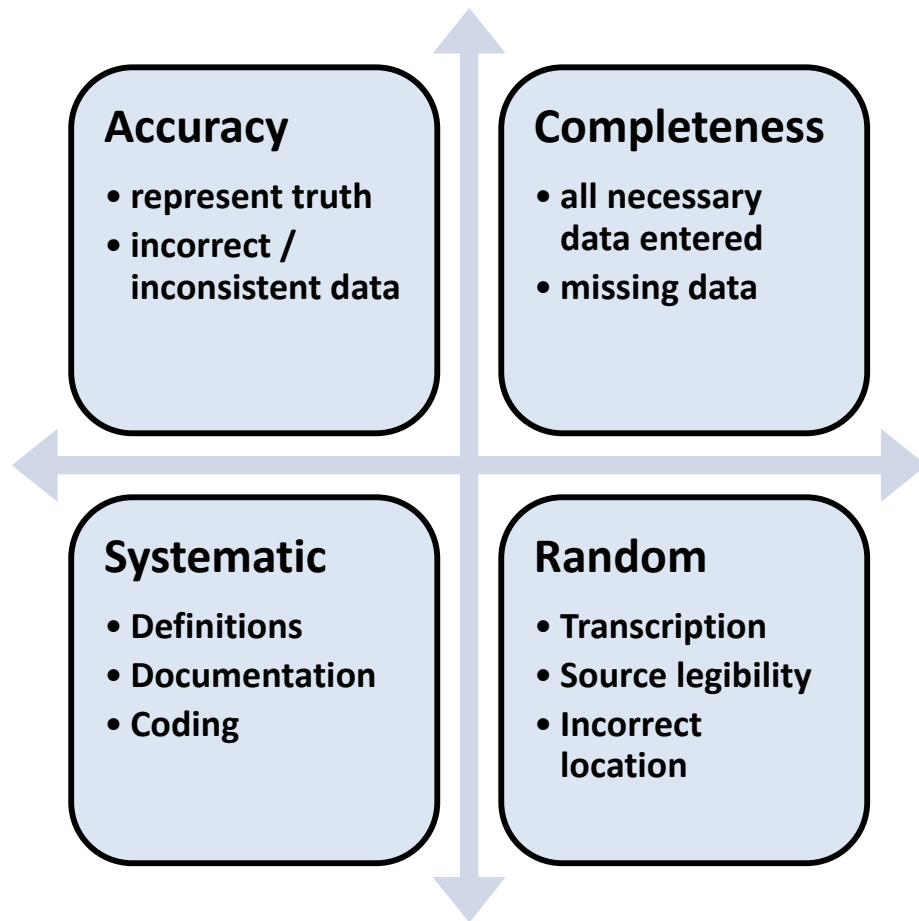 Accuracy
• represent truth
• incorrect /
inconsistent data
Completeness
• all necessary
data entered
• missing data
Systematic
• Definitions
• Documentation
• Coding
Random
• Transcription
• Source legibility
• Incorrect
location